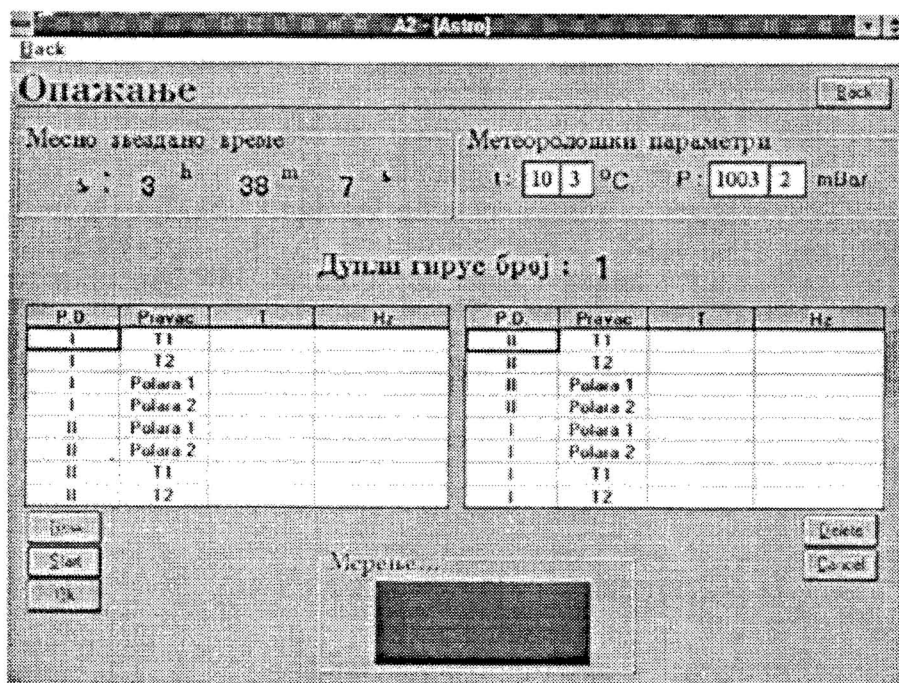 A2 - [Astro]
Back
Опажање
Back
Месно звездано време
Метеоролошки параметри
s : 3 h 38 m 7 s
t : 10 3 °C P : 1003 2 mBar
Дупли гирус број : 1
P.D. Pravac T Hz
I T1
I T2
I Polara 1
I Polara 2
II Polara 1
II Polara 2
II T1
II T2
P.D. Pravac T Hz
II T1
II T2
II Polara 1
II Polara 2
I Polara 1
I Polara 2
I T1
I T2
Start
Ok
Delete
Cancel
Мерење...